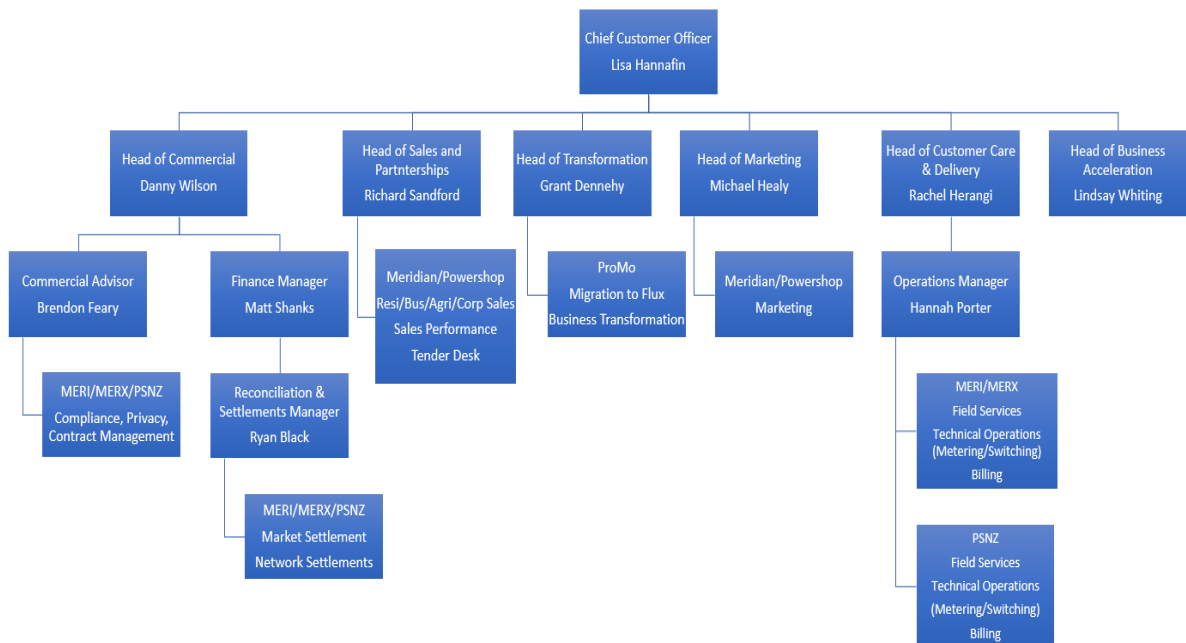 Chief Customer Officer
Lisa Hannafin
Head of Commercial
Danny Wilson
Head of Sales and
Partnterships
Richard Sandford
Head of Transformation
Grant Dennehy
Head of Marketing
Michael Healy
Head of Customer Care
& Delivery
Rachel Herangi
Head of Business
Acceleration
Lindsay Whiting
Commercial Advisor
Brendon Feary
Finance Manager
Matt Shanks
Meridian/Powershop
Resi/Bus/Agri/Corp Sales
Sales Performance
Tender Desk
ProMo
Migration to Flux
Business Transformation
Meridian/Powershop
Marketing
Operations Manager
Hannah Porter
MERI/MERX/PSNZ
Compliance, Privacy,
Contract Management
Reconciliation &
Settlements Manager
Ryan Black
MERI/MERX
Field Services
Technical Operations
(Metering/Switching)
Billing
MERI/MERX/PSNZ
Market Settlement
Network Settlements
PSNZ
Field Services
Technical Operations
(Metering/Switching)
Billing